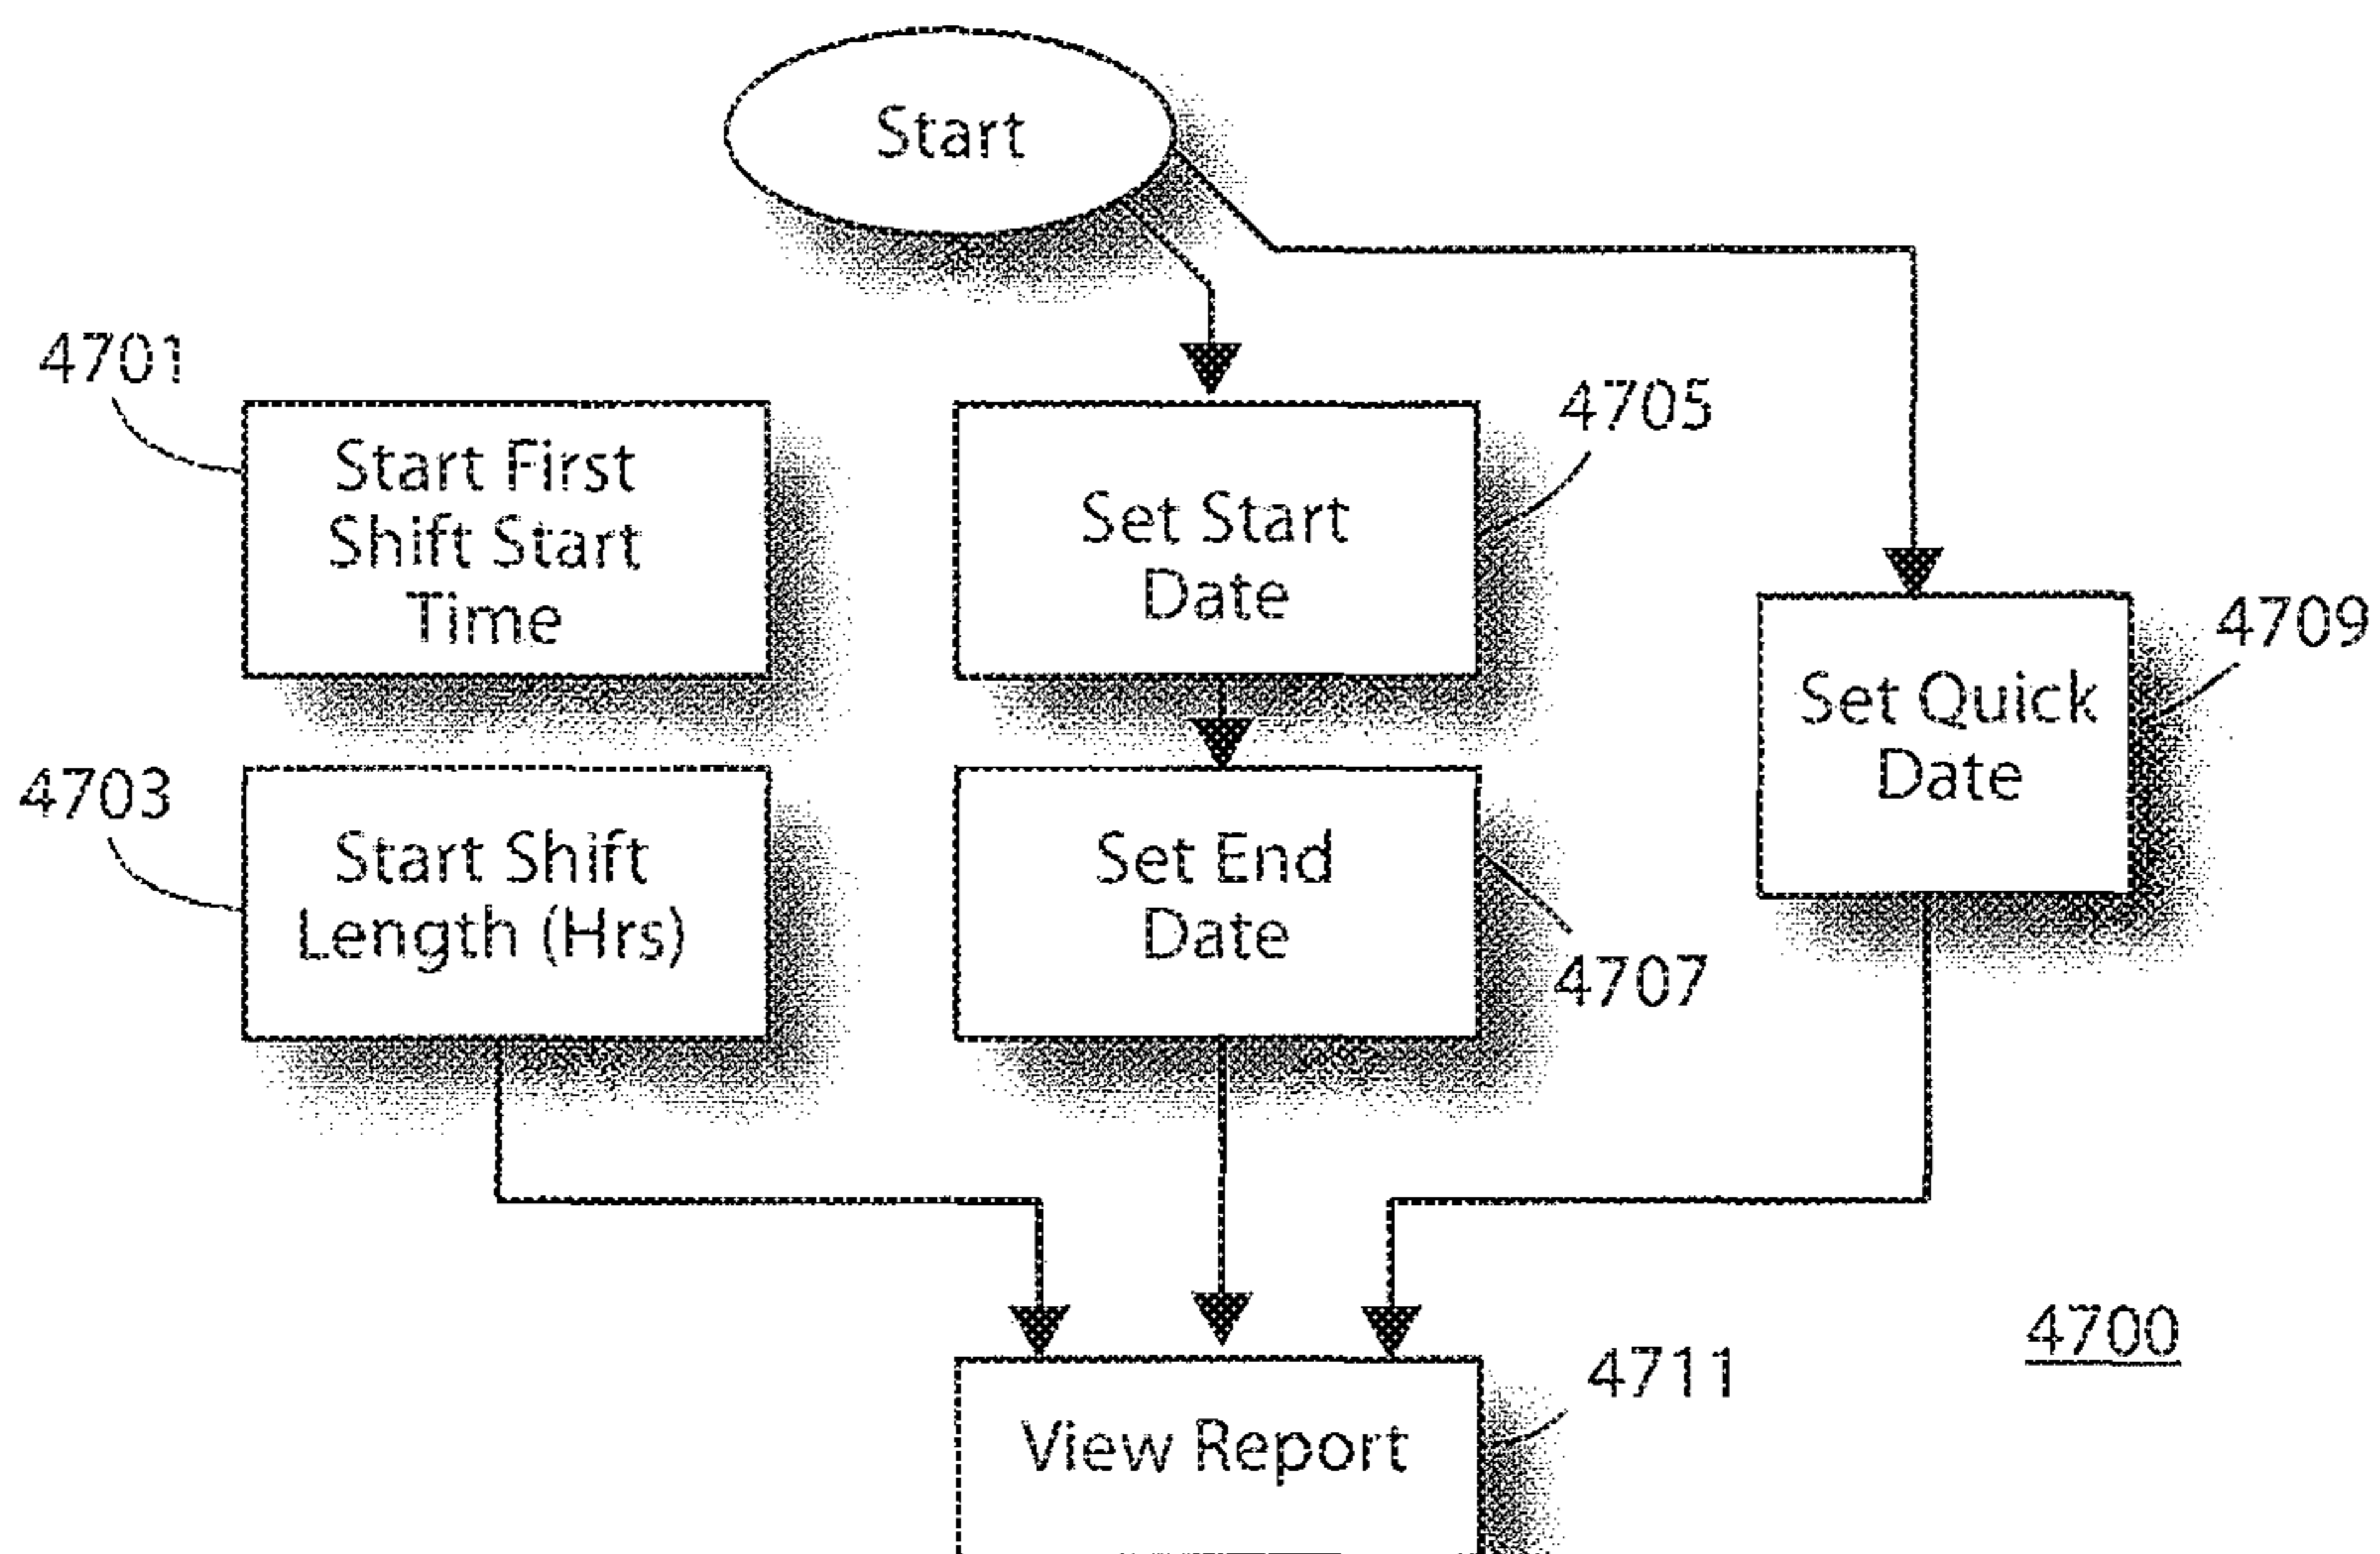 Start
4701
Start First
Shift Start
Time
4705
Set Start
Date
4709
Set Quick
Date
4703
Start Shift
Length (Hrs)
Set End
Date
4707
4700
4711
View Report